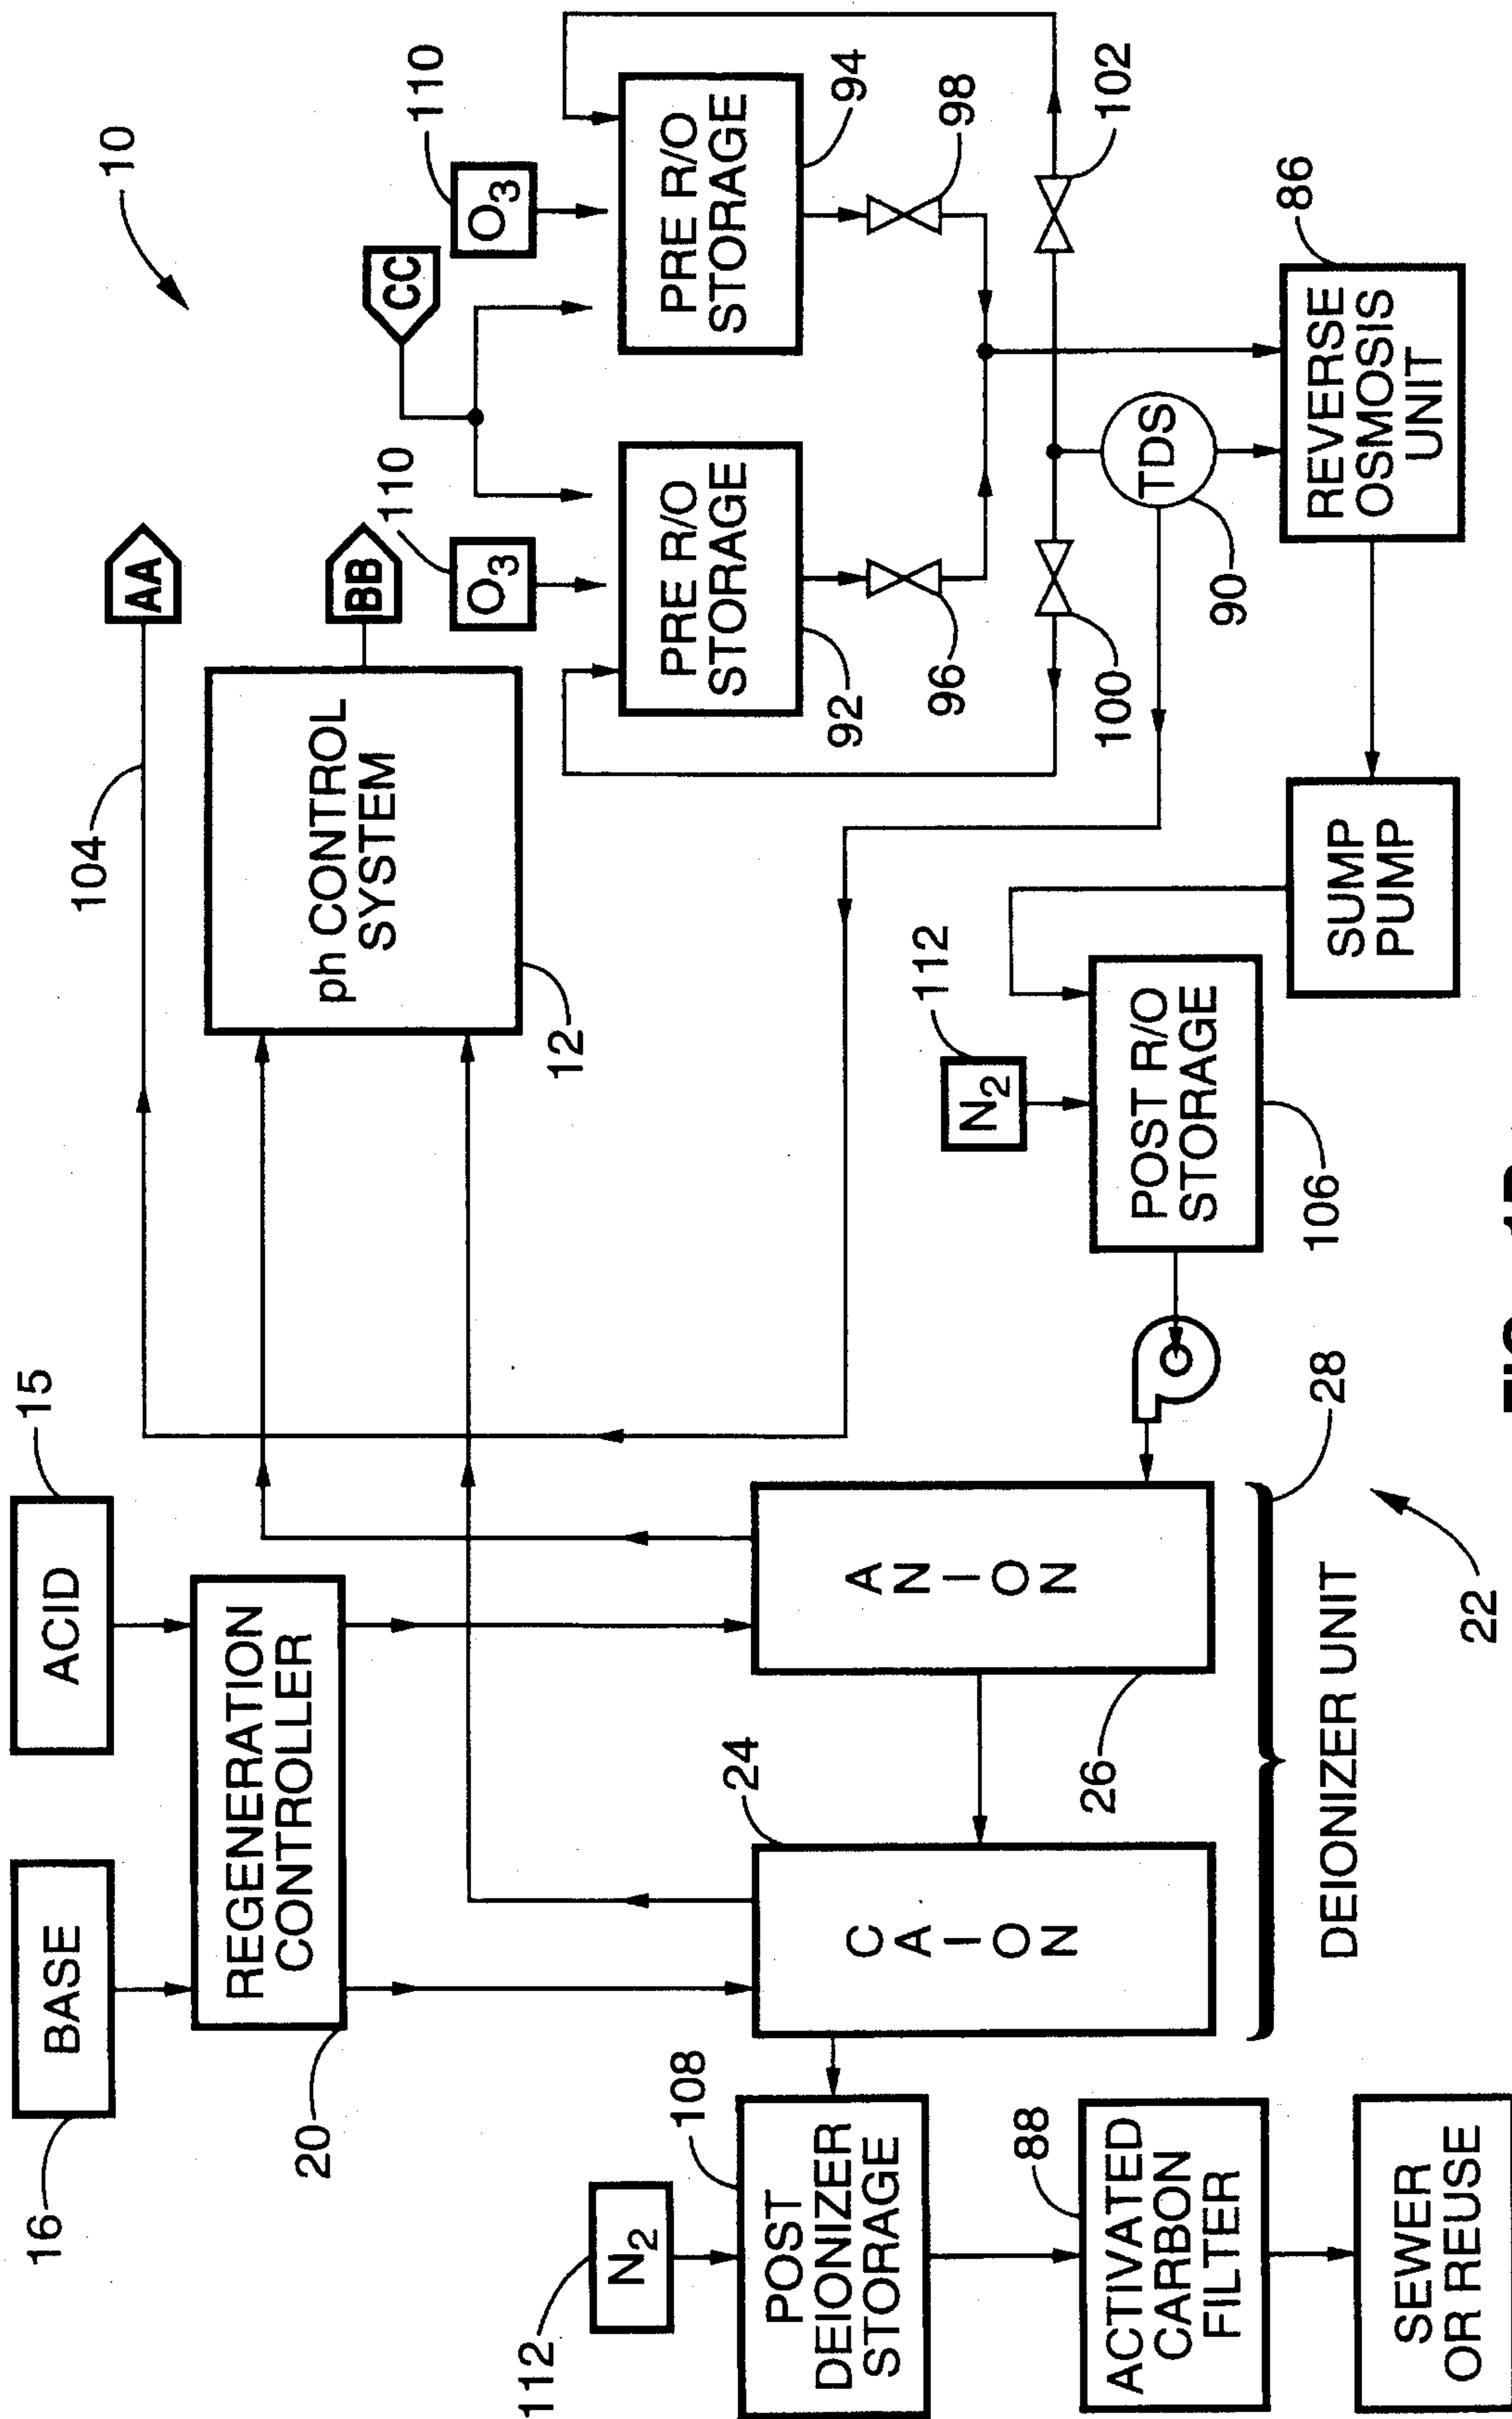 10
AA
104
BB
CC
110
O3
110
O3
ph CONTROL
SYSTEM
12
PRE R/O
STORAGE
92
PRE R/O
STORAGE
94
96
98
100
102
TDS
90
REVERSE
OSMOSIS
UNIT
86
SUMP
PUMP
112
N2
POST R/O
STORAGE
106
15
ACID
16
BASE
REGENERATION
CONTROLLER
20
24
CAION
26
ANION
28
DEIONIZER UNIT
22
112
N2
108
POST
DEIONIZER
STORAGE
88
ACTIVATED
CARBON
FILTER
SEWER
OR REUSE